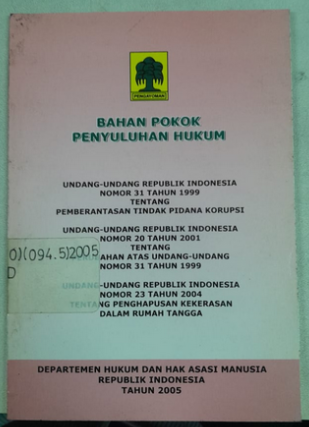 PENGAYOMAN
BAHAN POKOK
PENYULUHAN HUKUM
UNDANG-UNDANG REPUBLIK INDONESIA
NOMOR 31 TAHUN 1999
TENTANG
PEMBERANTASAN TINDAK PIDANA KORUPSI
UNDANG-UNDANG REPUBLIK INDONESIA
NOMOR 20 TAHUN 2001
TENTANG
AHAN ATAS UNDANG-UNDANG
NOMOR 31 TAHUN 1999
O)(094.5)2005
D
UNDANG-UNDANG REPUBLIK INDONESIA
NOMOR 23 TAHUN 2004
TENTANG PENGHAPUSAN KEKERASAN
DALAM RUMAH TANGGA
DEPARTEMEN HUKUM DAN HAK ASASI MANUSIA
REPUBLIK INDONESIA
TAHUN 2005